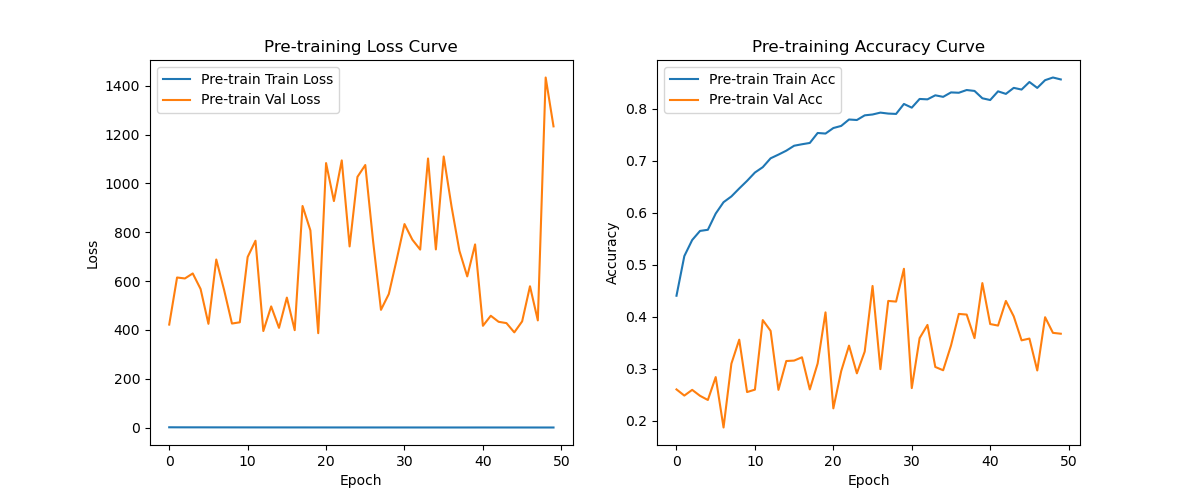 Pre-training Loss Curve
Pre-train Train Loss
Pre-train Val Loss
1400
1200
1000
800
600
400
200
0
Loss
0 10 20 30 40 50
Epoch
Pre-training Accuracy Curve
Pre-train Train Acc
Pre-train Val Acc
0.8
0.7
0.6
0.5
0.4
0.3
0.2
Accuracy
0 10 20 30 40 50
Epoch